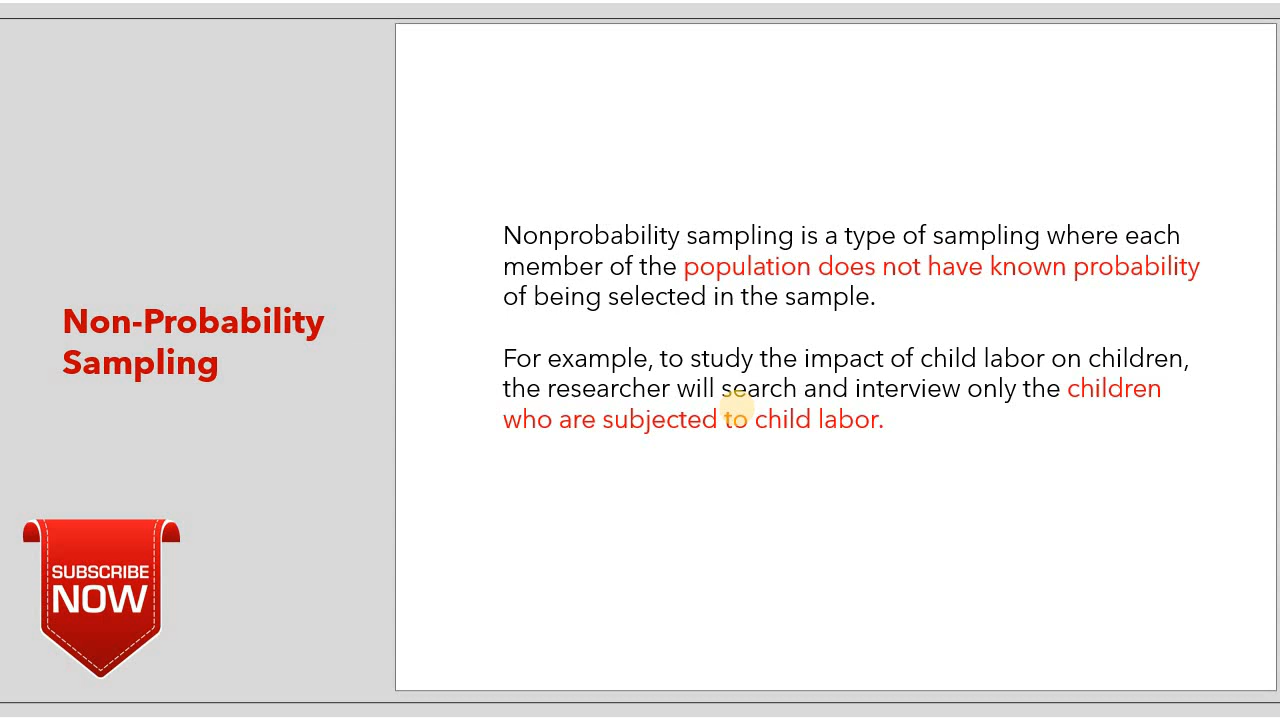 Non-Probability
Sampling
Nonprobability sampling is a type of sampling where each
member of the population does not have known probability
of being selected in the sample.
For example, to study the impact of child labor on children,
the researcher will search and interview only the children
who are subjected to child labor.
SUBSCRIBE
NOW